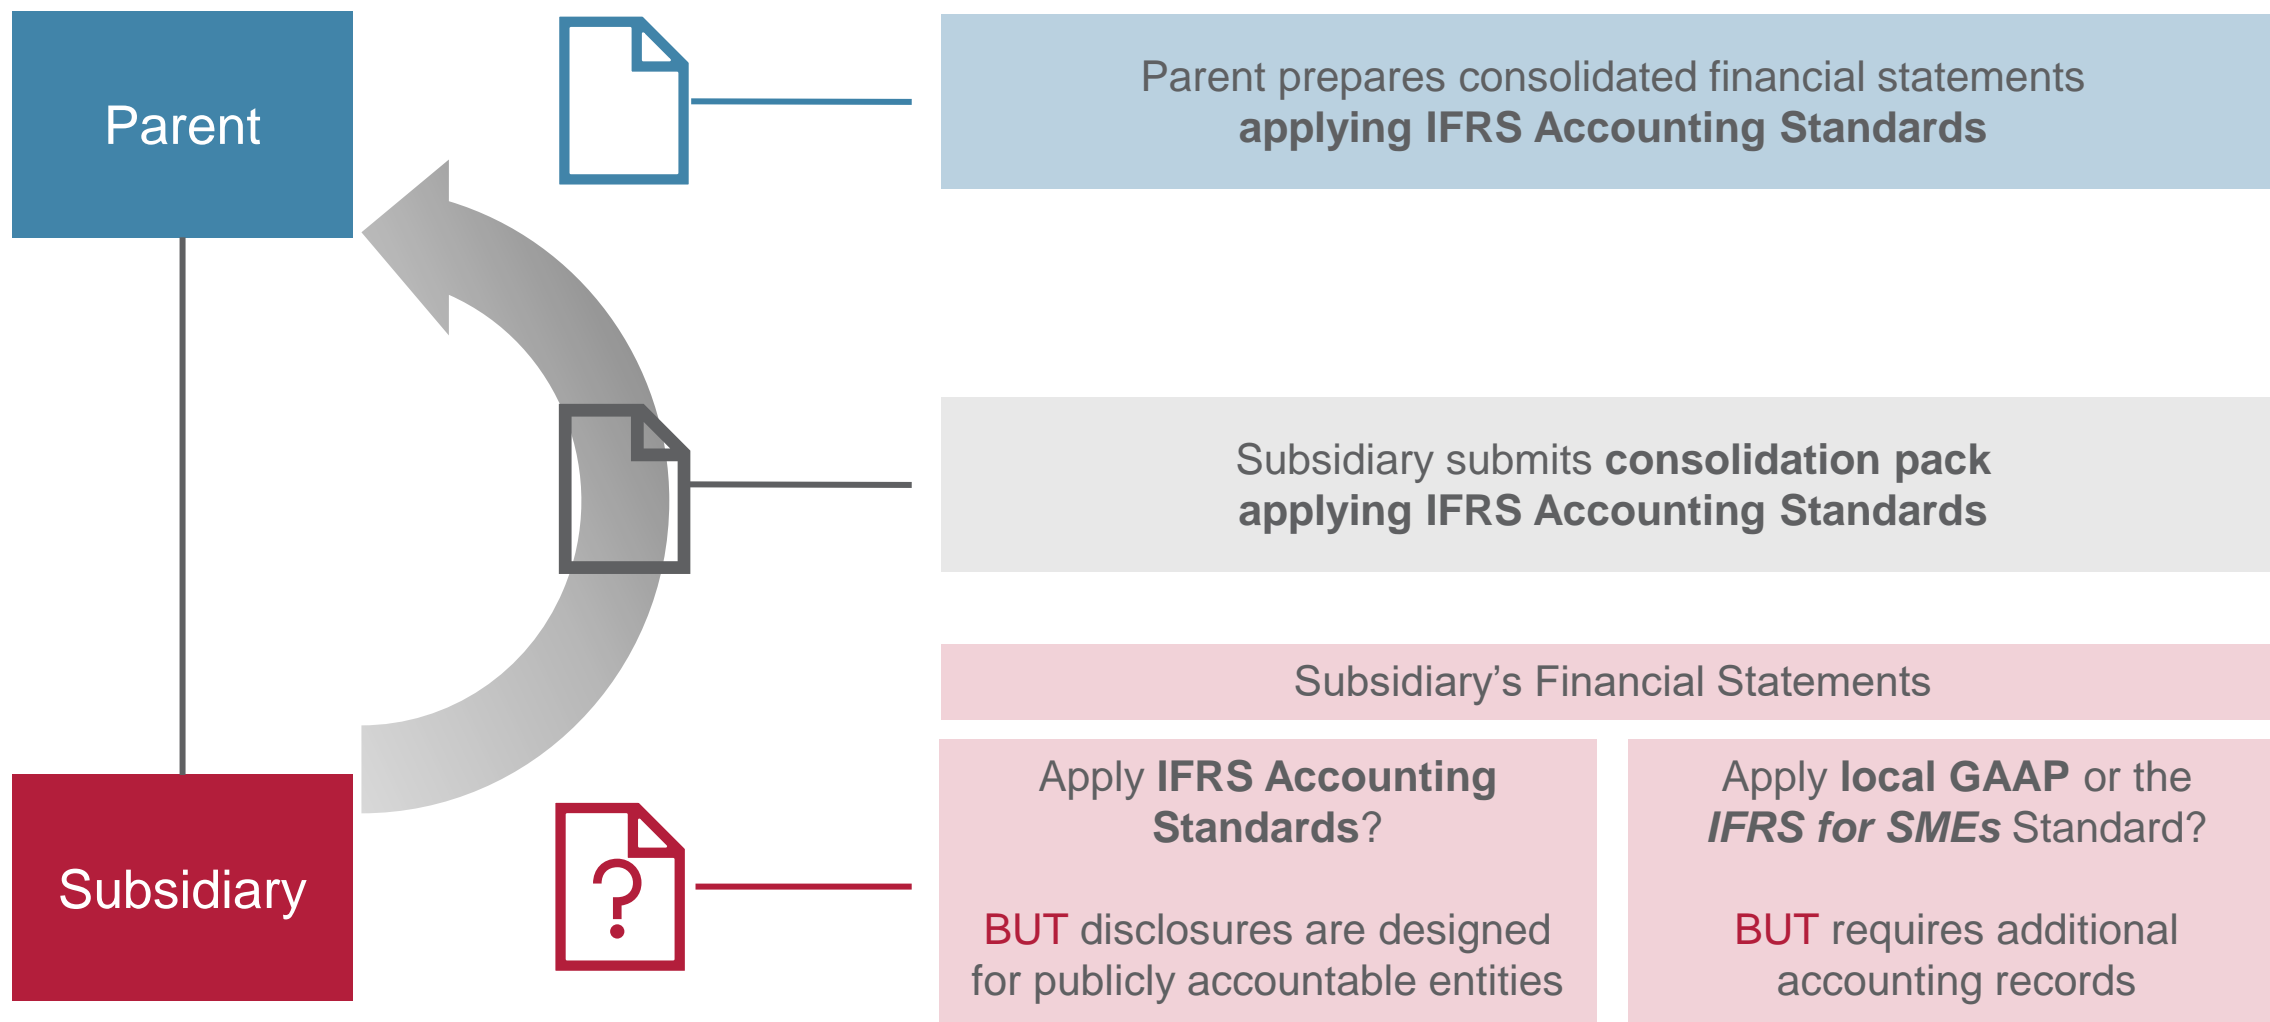 Parent
Parent prepares consolidated financial statements
applying IFRS Accounting Standards
Subsidiary submits consolidation pack
applying IFRS Accounting Standards
Subsidiary’s Financial Statements
Apply IFRS Accounting
Standards?
BUT disclosures are designed
for publicly accountable entities
Apply local GAAP or the
IFRS for SMEs Standard?
BUT requires additional
accounting records
Subsidiary
?